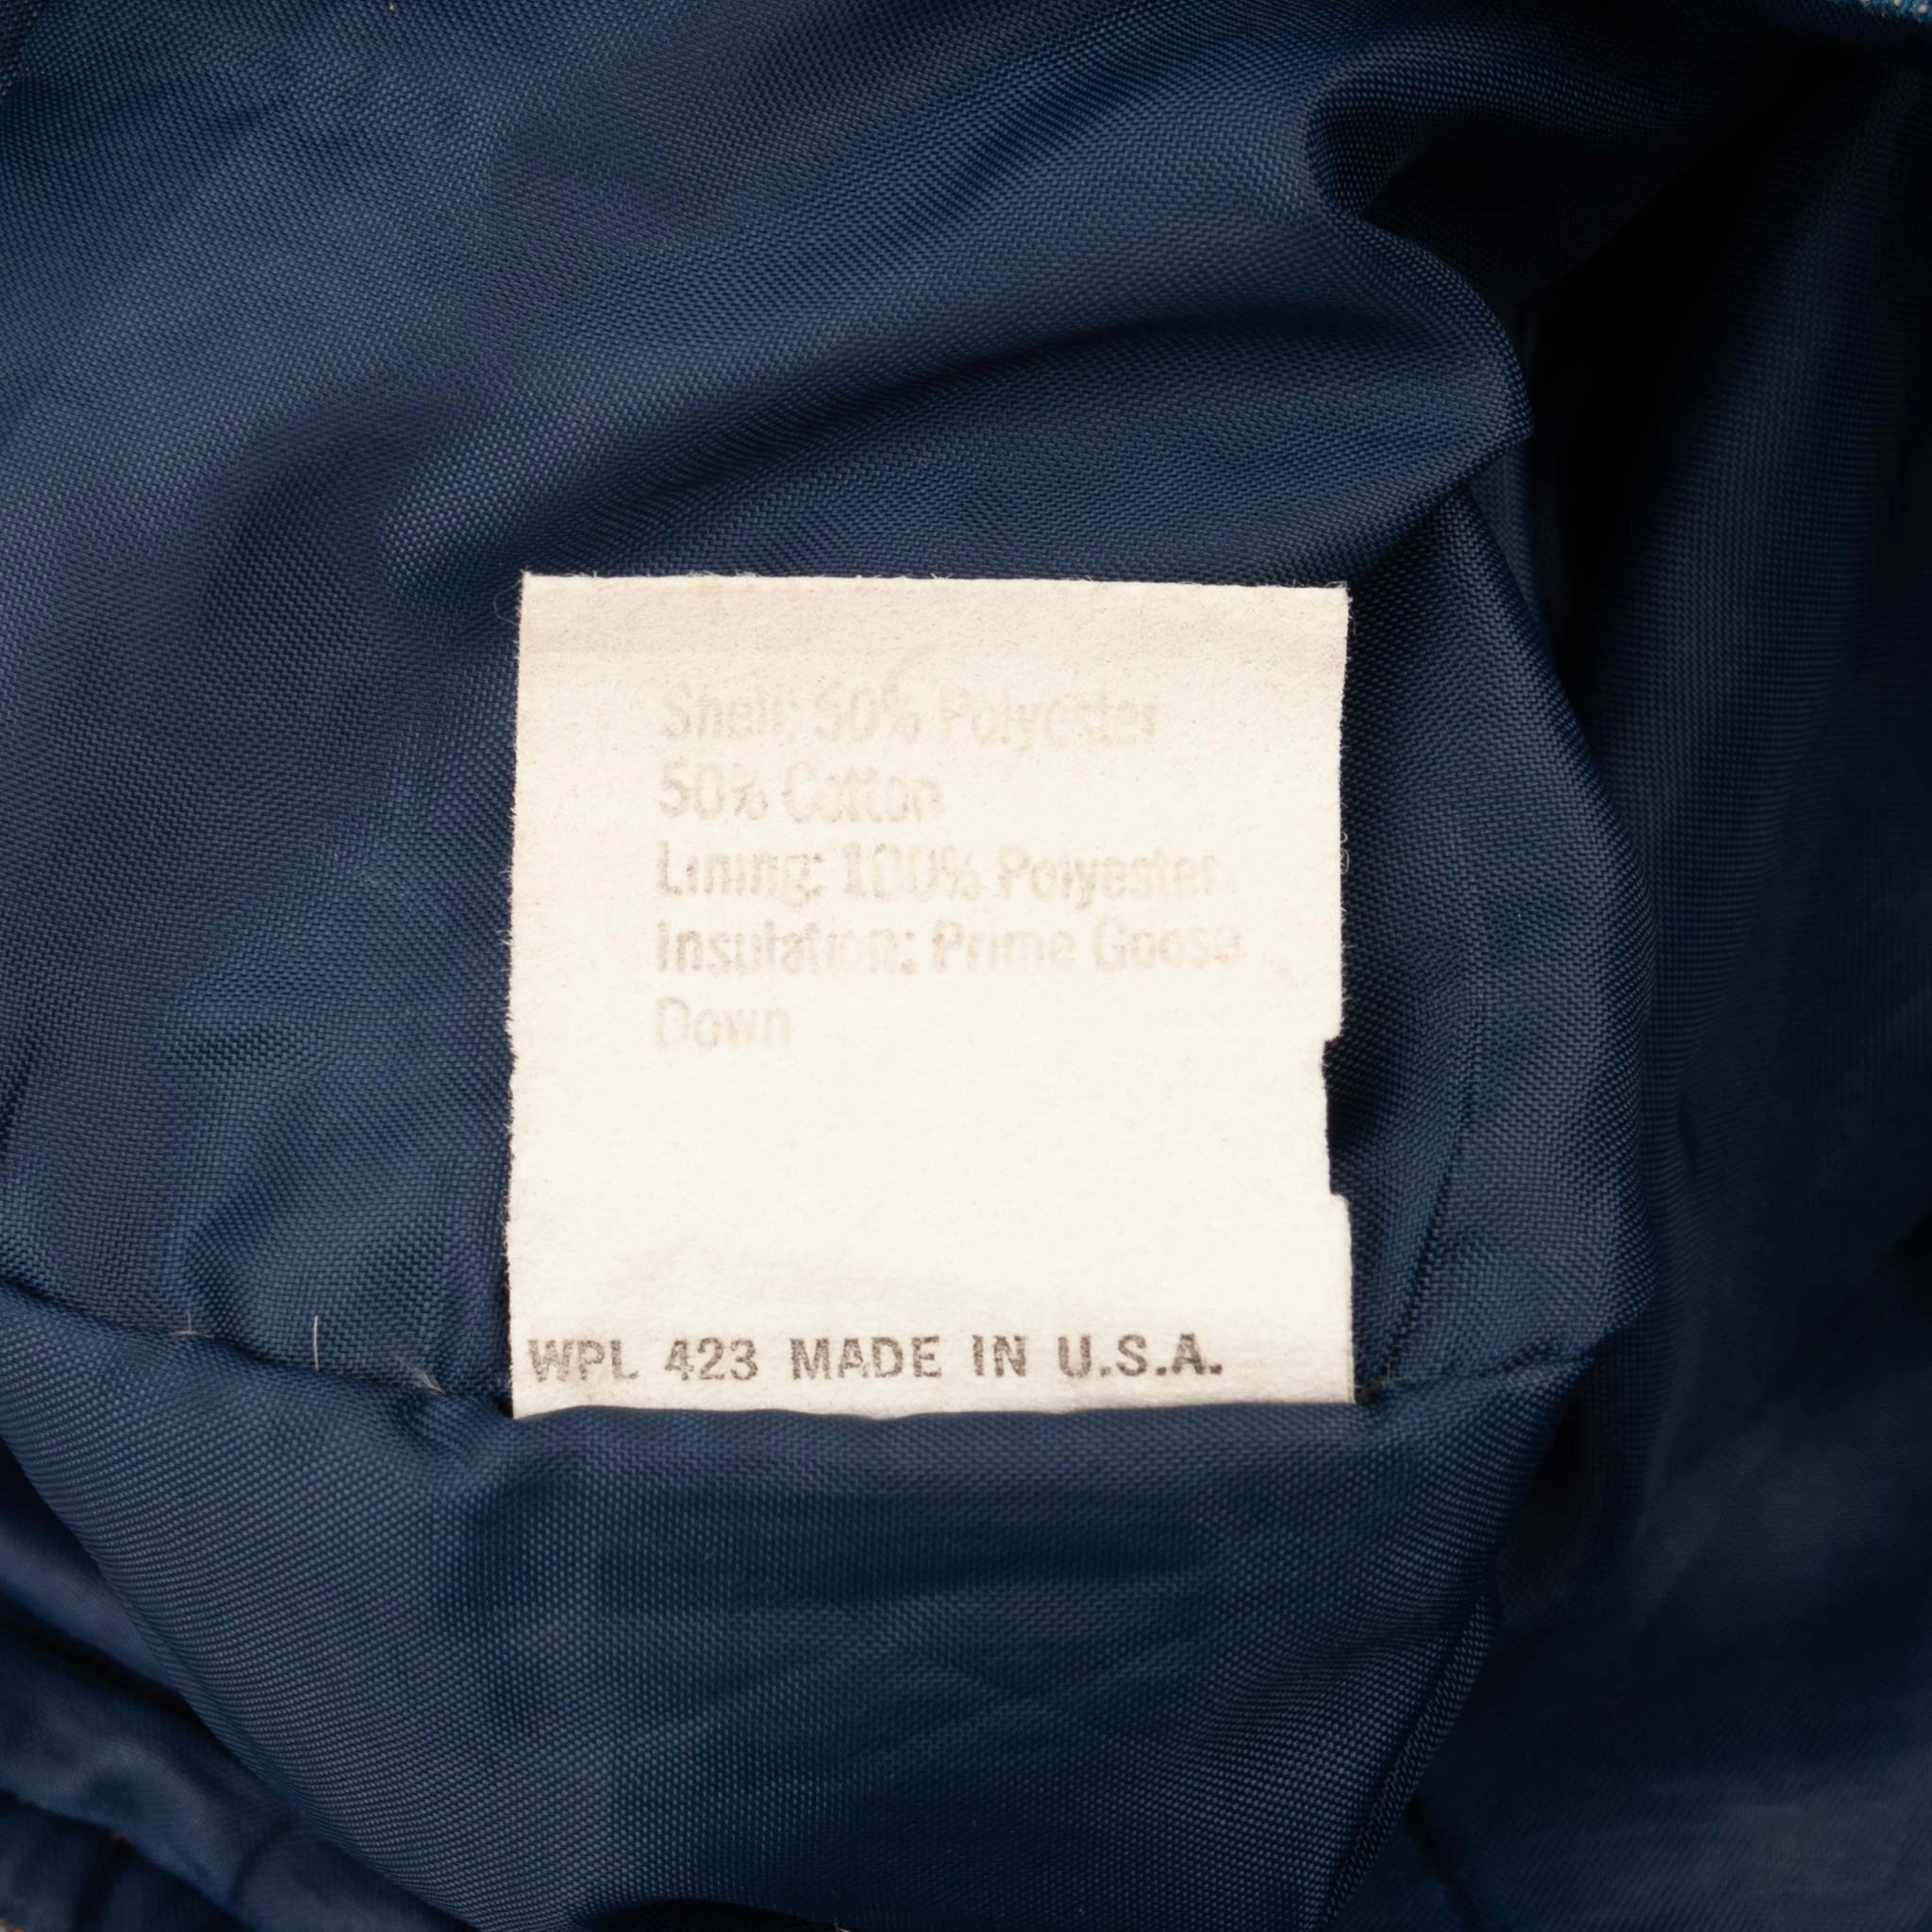 Shell: 50% Polyester
50% Cotton
Lining: 100% Polyester
Insulation: Prime Goose
Down
WPL 423 MADE IN U.S.A.